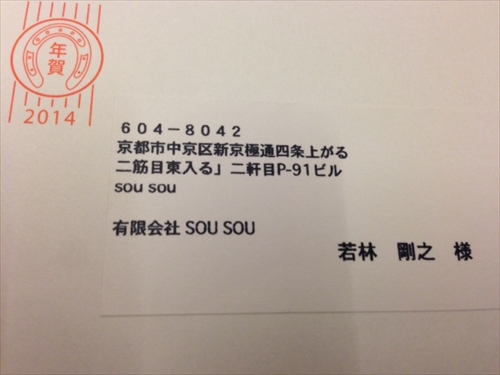 年賀
2014
６０４－８０４２
京都市中京区新京極通四条上がる
二筋目東入る」二軒目P-91ビル
sou sou
有限会社 SOU SOU
若林　剛之　様